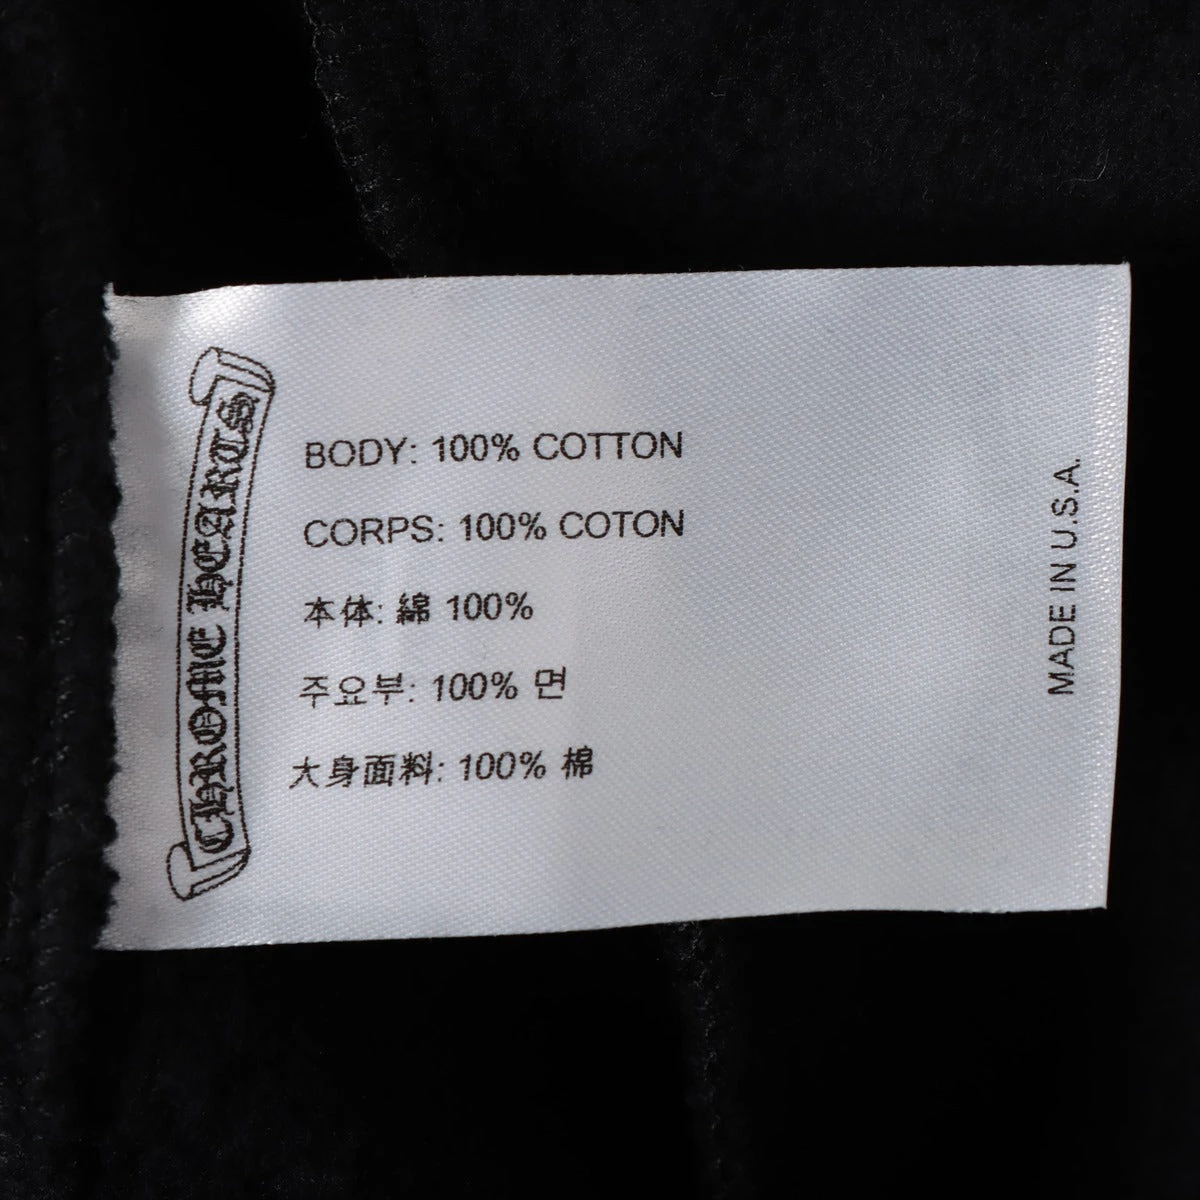 CHROME HEARTS
BODY: 100% COTTON
CORPS: 100% COTON
本体: 綿 100%
주요부: 100% 면
大身面料: 100% 棉
MADE IN U.S.A.